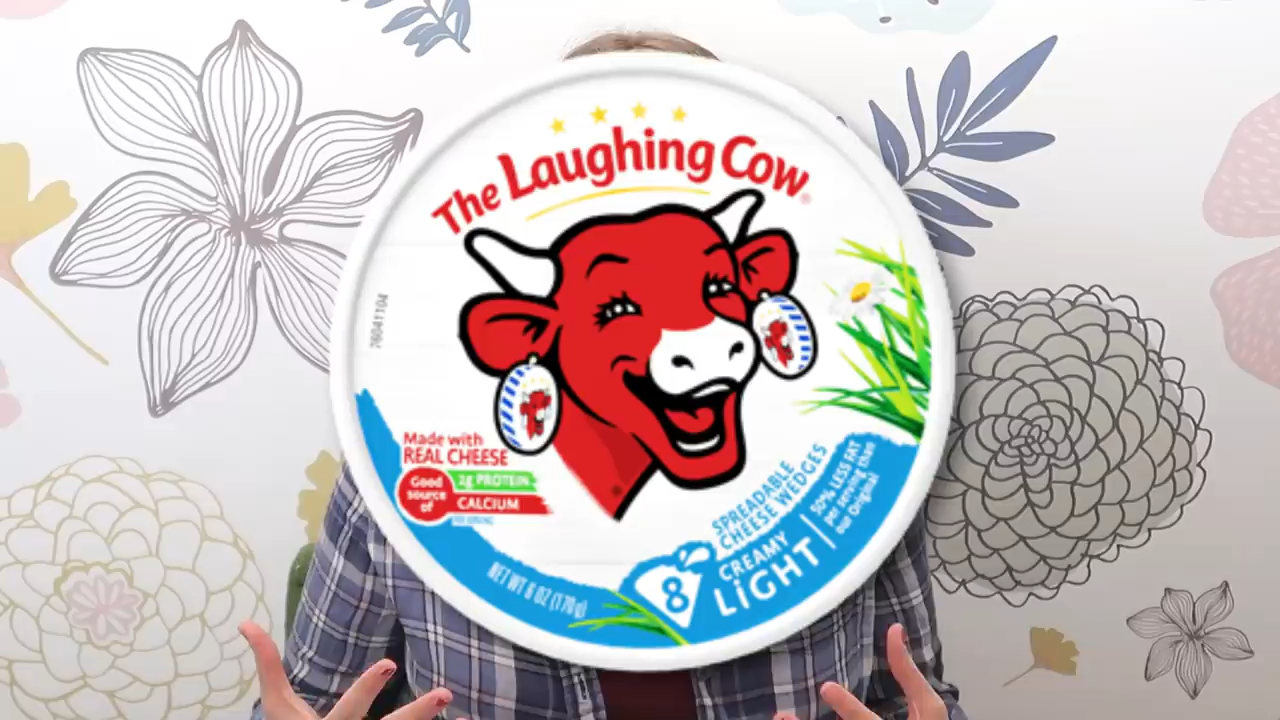 The Laughing Cow
76041104
Made with
REAL CHEESE
Good
source
of
2g PROTEIN
CALCIUM
SPREADABLE
CHEESE WEDGES
8
CREAMY
LiGHT
50% LESS FAT
per serving than
our Original
NET WT 6 OZ (170g)